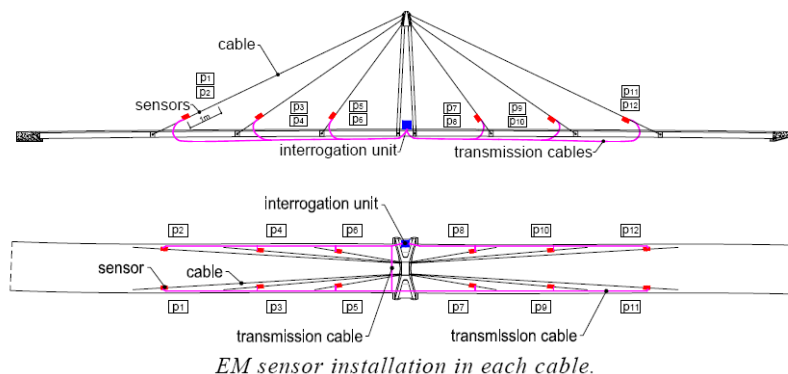 cable
p1
p2
sensors
1m
p3
p4
p5
p6
p7
p8
p9
p10
p11
p12
interrogation unit
transmission cables
interrogation unit
p2
p4
p6
p8
p10
p12
sensor
cable
p1
p3
p5
p7
p9
p11
transmission cable
transmission cable
EM sensor installation in each cable.